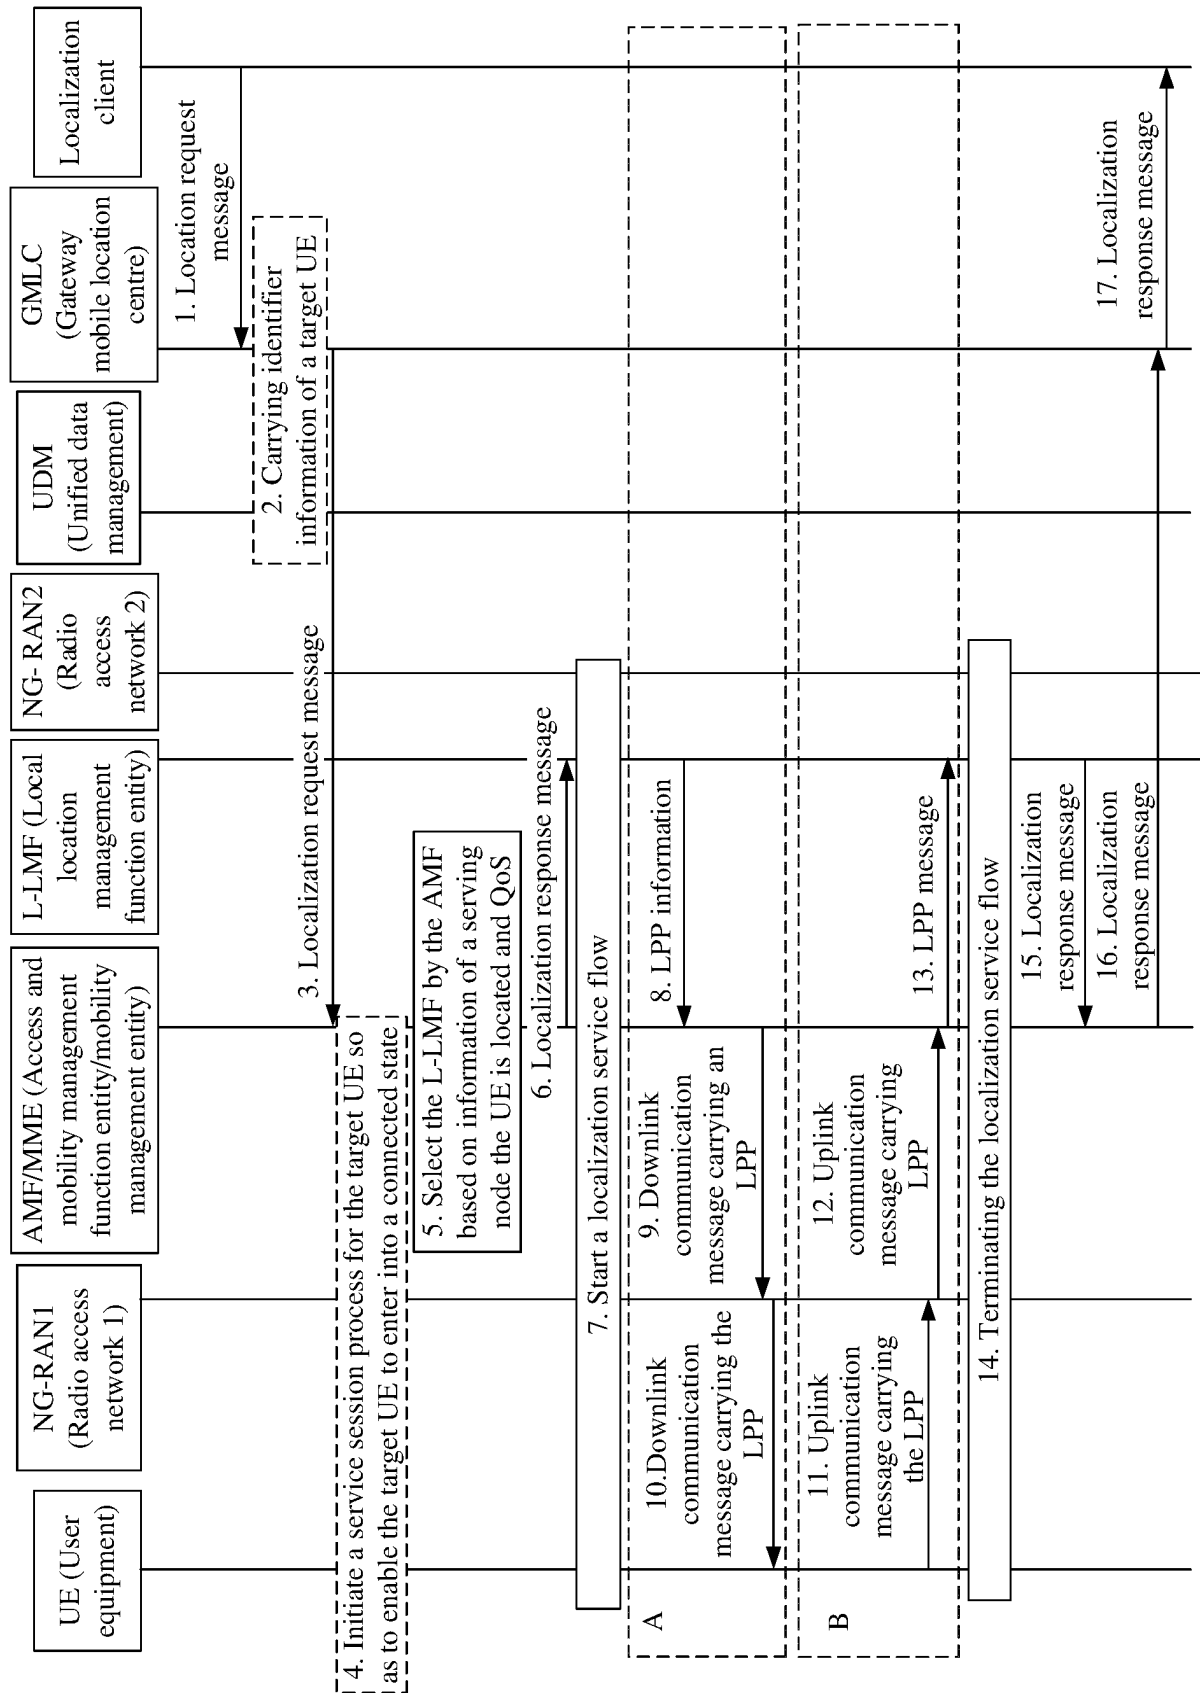 UE (User
equipment)
NG-RAN1
(Radio access
network 1)
AMF/MME (Access and
mobility management
function entity/mobility
management entity)
L-LMF (Local
location
management
function entity)
NG- RAN2
(Radio
access
network 2)
UDM
(Unified data
management)
GMLC
(Gateway
mobile location
centre)
Localization
client
1. Location request
message
2. Carrying identifier
information of a target UE
3. Localization request message
4. Initiate a service session process for the target UE so
as to enable the target UE to enter into a connected state
5. Select the L-LMF by the AMF
based on information of a serving
node the UE is located and QoS
6. Localization response message
7. Start a localization service flow
A
8. LPP information
9. Downlink
communication
message carrying an
LPP
10.Downlink
communication
message carrying the
LPP
B
11. Uplink
communication
message carrying
the LPP
12. Uplink
communication
message carrying
LPP
13. LPP message
14. Terminating the localization service flow
15. Localization
response message
16. Localization
response message
17. Localization
response message